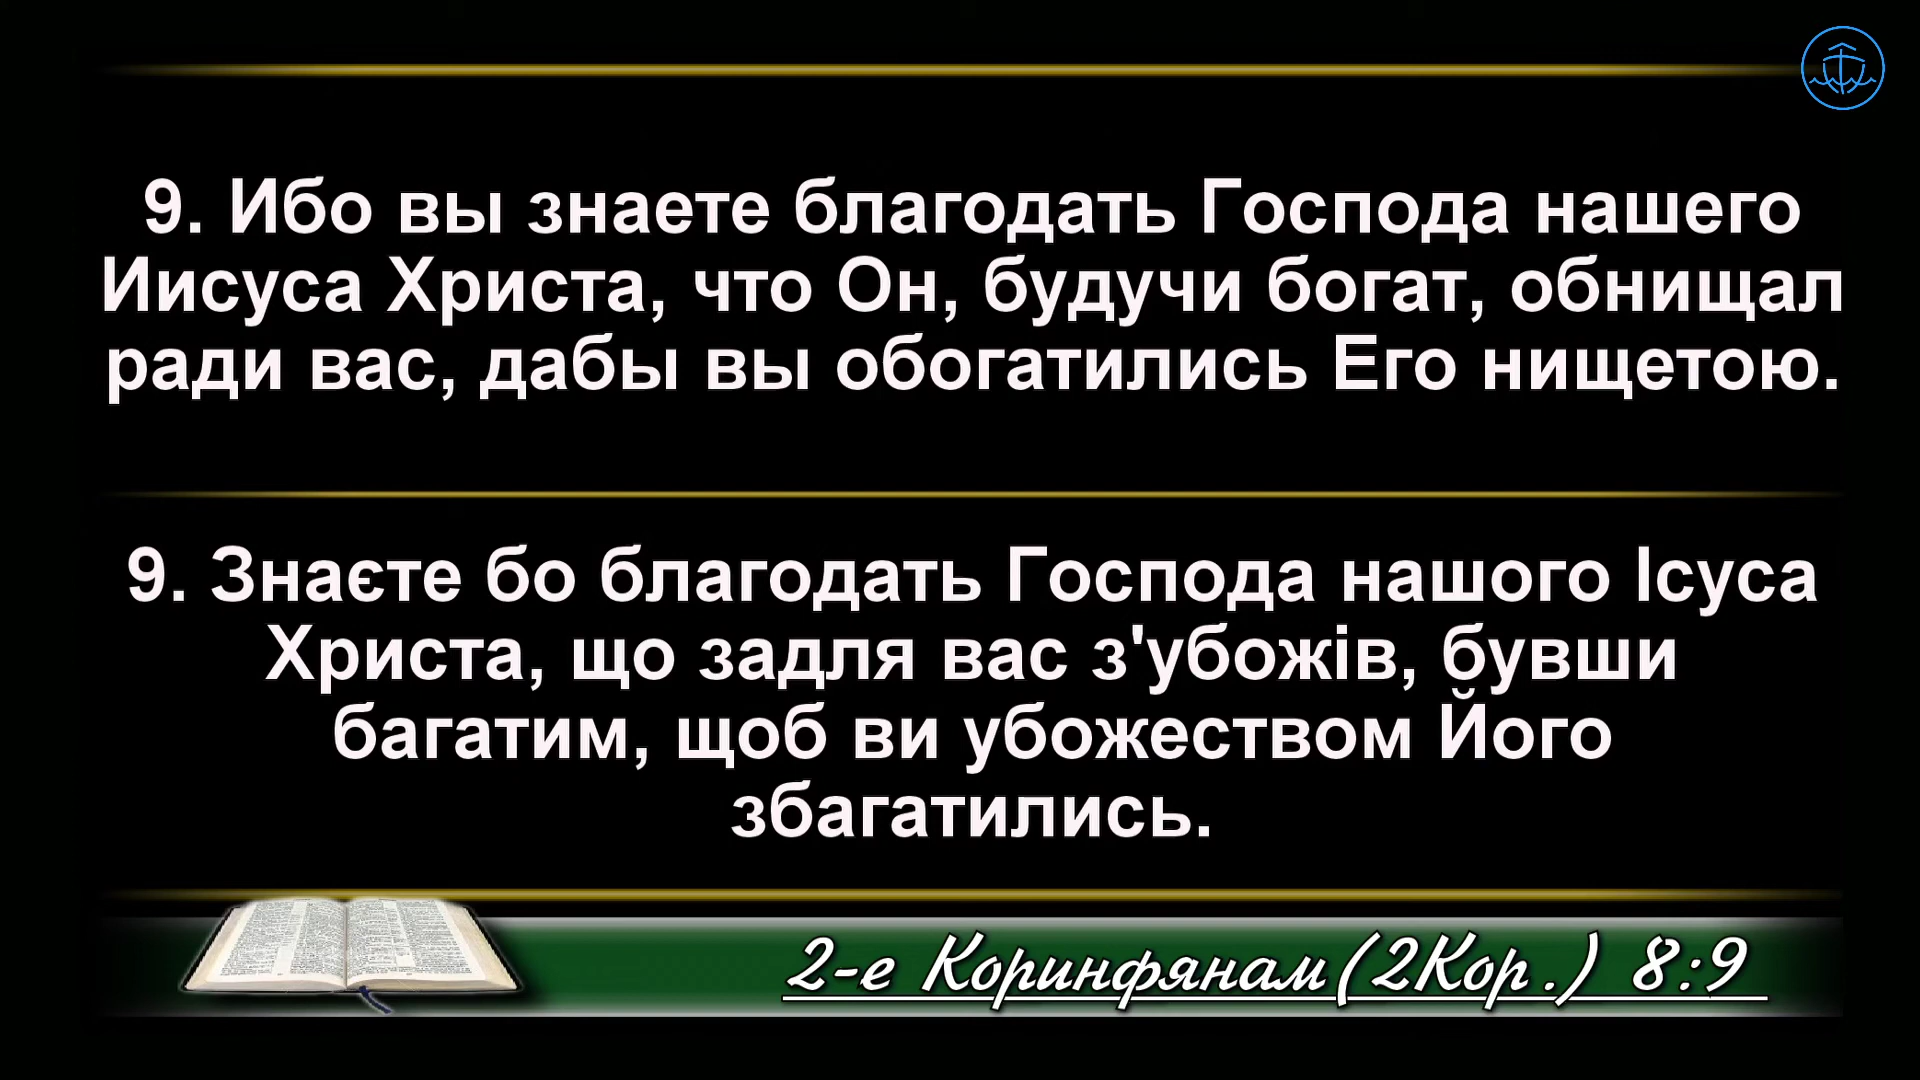 9. Ибо вы знаете благодать Господа нашего
Иисуса Христа, что Он, будучи богат, обнищал
ради вас, дабы вы обогатились Его нищетою.
9. Знаєте бо благодать Господа нашого Ісуса
Христа, що задля вас з'убожів, бувши
багатим, щоб ви убожеством Його
збагатились.
2-е Коринфянам(2Кор.) 8:9